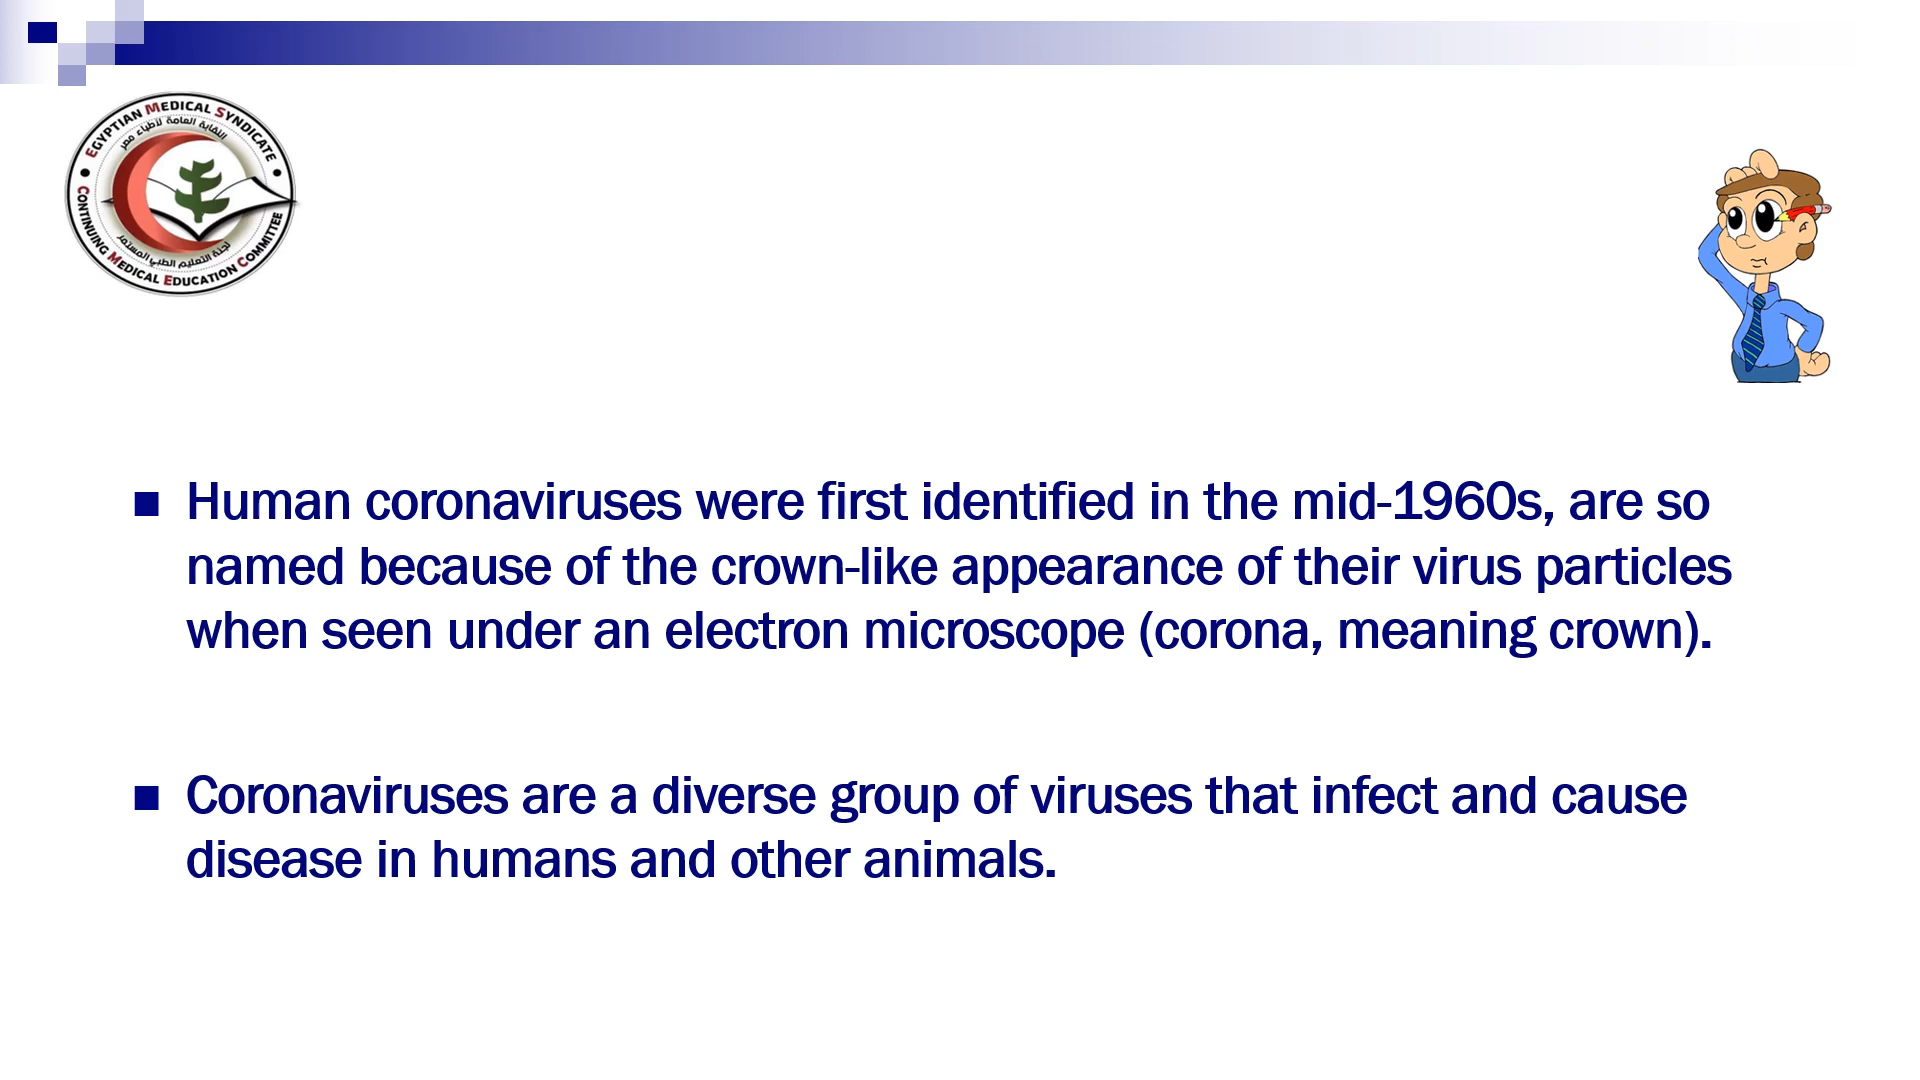 EGYPTIAN MEDICAL SYNDICATE
النقابة العامة لأطباء مصر
لجنة التعليم الطبي المستمر
CONTINUING MEDICAL EDUCATION COMMITTEE
■ Human coronaviruses were first identified in the mid-1960s, are so
named because of the crown-like appearance of their virus particles
when seen under an electron microscope (corona, meaning crown).
■ Coronaviruses are a diverse group of viruses that infect and cause
disease in humans and other animals.